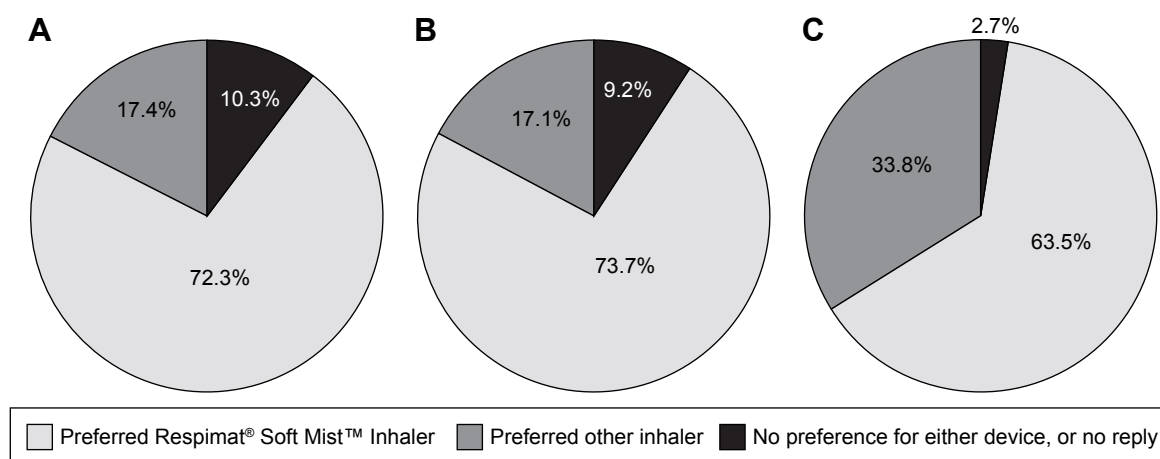 A
B
C
2.7%
17.4%
10.3%
17.1%
9.2%
33.8%
72.3%
73.7%
63.5%
Preferred Respimat® Soft Mist™ Inhaler
Preferred other inhaler
No preference for either device, or no reply